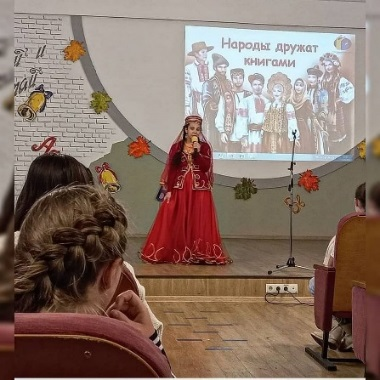 Народы дружат
книгами